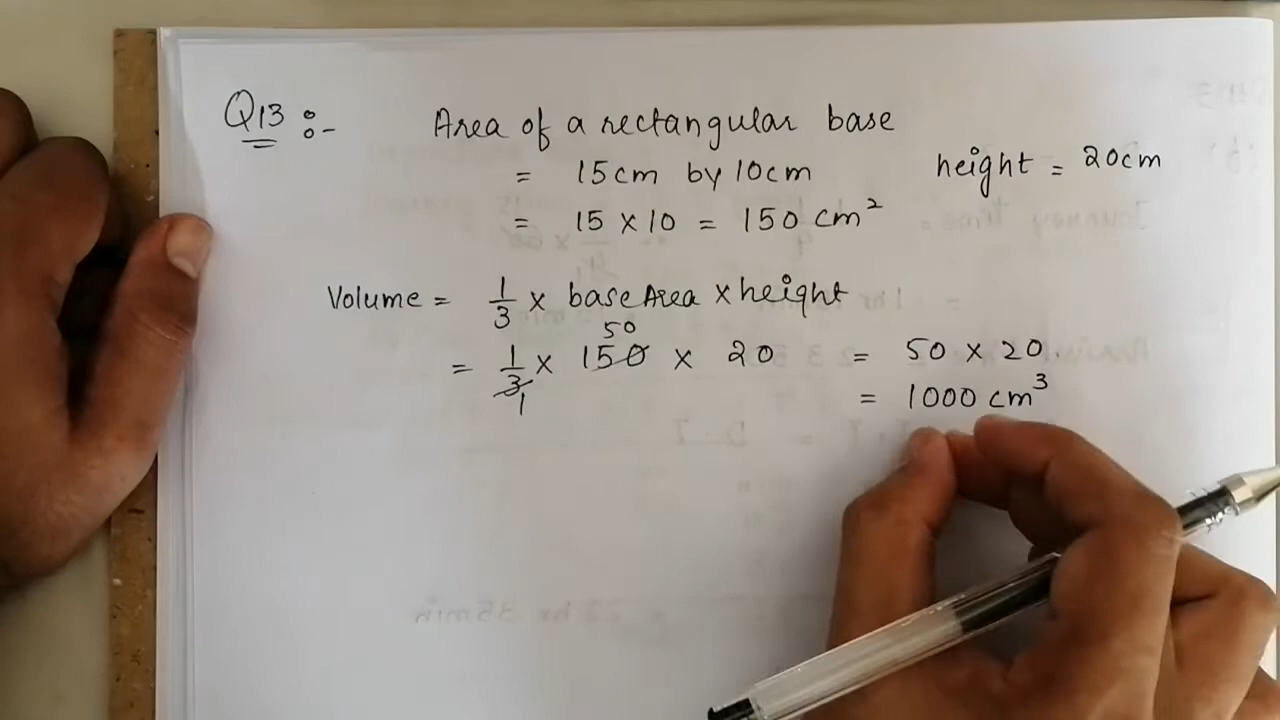 Q13 :- Area of a rectangular base
= 15cm by 10cm height = 20cm
= 15 x 10 = 150 cm²
Volume = 1/3 x base Area x height
50
= 1/3 x 150 x 20 = 50 x 20
1
= 1000 cm³